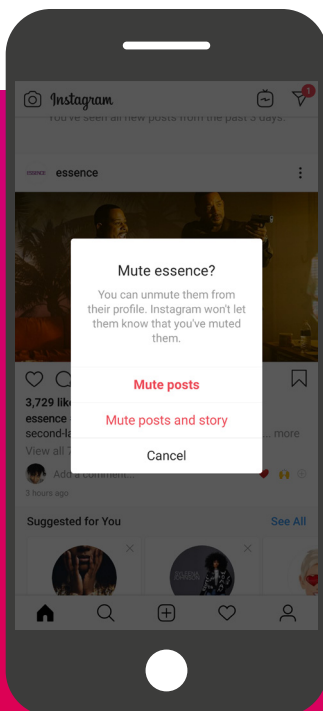 1
Instagram
You've seen all new posts from the past 3 days.
essence
essence
Mute essence?
You can unmute them from
their profile. Instagram won't let
them know that you've muted
them.
Mute posts
Mute posts and story
Cancel
3,729 lik
essence
second-la ... more
View all 7
Add a comment...
3 hours ago
Suggested for You See All